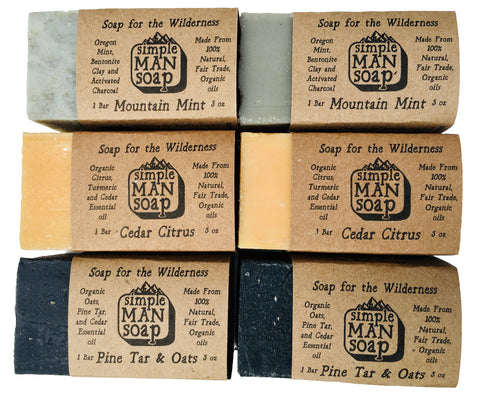 Soap for the Wilderness
Oregon
Mint,
Bentonite
Clay and
Activated
Charcoal
simple
MAN
soap
Made From
100%
Natural,
Fair Trade,
Organic
oils
1 Bar Mountain Mint 5 oz
Soap for the Wilderness
Oregon
Mint,
Bentonite
Clay and
Activated
Charcoal
simple
MAN
soap
Made From
100%
Natural,
Fair Trade,
Organic
oils
1 Bar Mountain Mint 5 oz
Soap for the Wilderness
Organic
Citrus,
Turmeric
and Cedar
Essential
oil
simple
MAN
soap
Made From
100%
Natural,
Fair Trade,
Organic
oils
1 Bar Cedar Citrus 5 oz
Soap for the Wilderness
Organic
Citrus,
Turmeric
and Cedar
Essential
oil
simple
MAN
soap
Made From
100%
Natural,
Fair Trade,
Organic
oils
1 Bar Cedar Citrus 5 oz
Soap for the Wilderness
Organic
Oats,
Pine Tar,
and Cedar
Essential
oil
simple
MAN
soap
Made From
100%
Natural,
Fair Trade,
Organic
oils
1 Bar Pine Tar & Oats 5 oz
Soap for the Wilderness
Organic
Oats,
Pine Tar,
and Cedar
Essential
oil
simple
MAN
soap
Made From
100%
Natural,
Fair Trade,
Organic
oils
1 Bar Pine Tar & Oats 5 oz